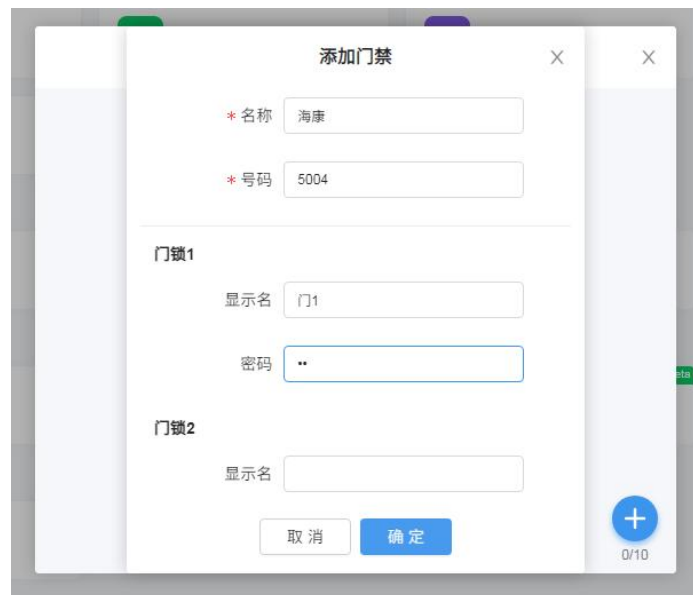 添加门禁
* 名称 海康
* 号码 5004
门锁1
显示名 门1
密码 ••
门锁2
显示名
取消 确定
0/10
eta